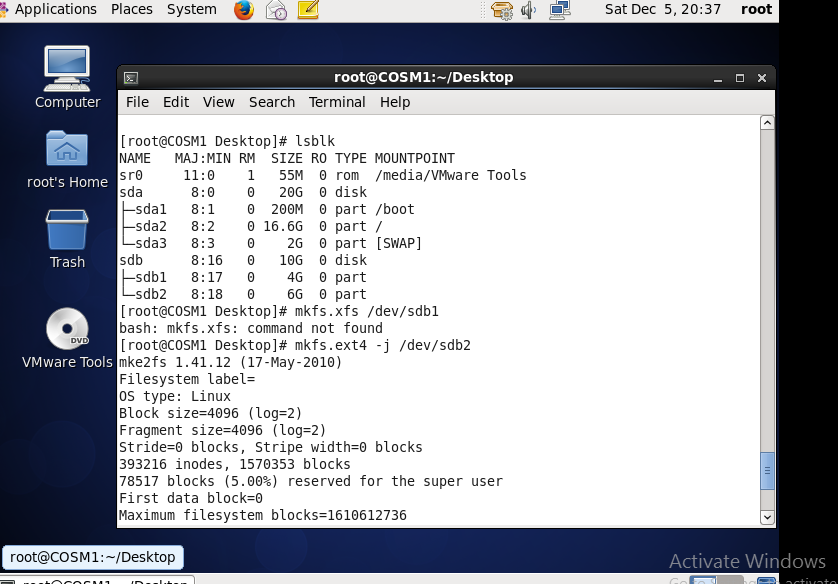 Applications Places System Sat Dec 5, 20:37 root
Computer
root's Home
Trash
DVD
VMware Tools
root@COSM1:~/Desktop
File Edit View Search Terminal Help
[root@COSM1 Desktop]# lsblk
NAME   MAJ:MIN RM  SIZE RO TYPE MOUNTPOINT
sr0     11:0    1   55M  0 rom  /media/VMware Tools
sda      8:0    0   20G  0 disk
├─sda1   8:1    0  200M  0 part /boot
├─sda2   8:2    0 16.6G  0 part /
└─sda3   8:3    0    2G  0 part [SWAP]
sdb      8:16   0   10G  0 disk
├─sdb1   8:17   0    4G  0 part
└─sdb2   8:18   0    6G  0 part
[root@COSM1 Desktop]# mkfs.xfs /dev/sdb1
bash: mkfs.xfs: command not found
[root@COSM1 Desktop]# mkfs.ext4 -j /dev/sdb2
mke2fs 1.41.12 (17-May-2010)
Filesystem label=
OS type: Linux
Block size=4096 (log=2)
Fragment size=4096 (log=2)
Stride=0 blocks, Stripe width=0 blocks
393216 inodes, 1570353 blocks
78517 blocks (5.00%) reserved for the super user
First data block=0
Maximum filesystem blocks=1610612736
root@COSM1:~/Desktop
Activate Windows
root@COSM1:~/Desktop